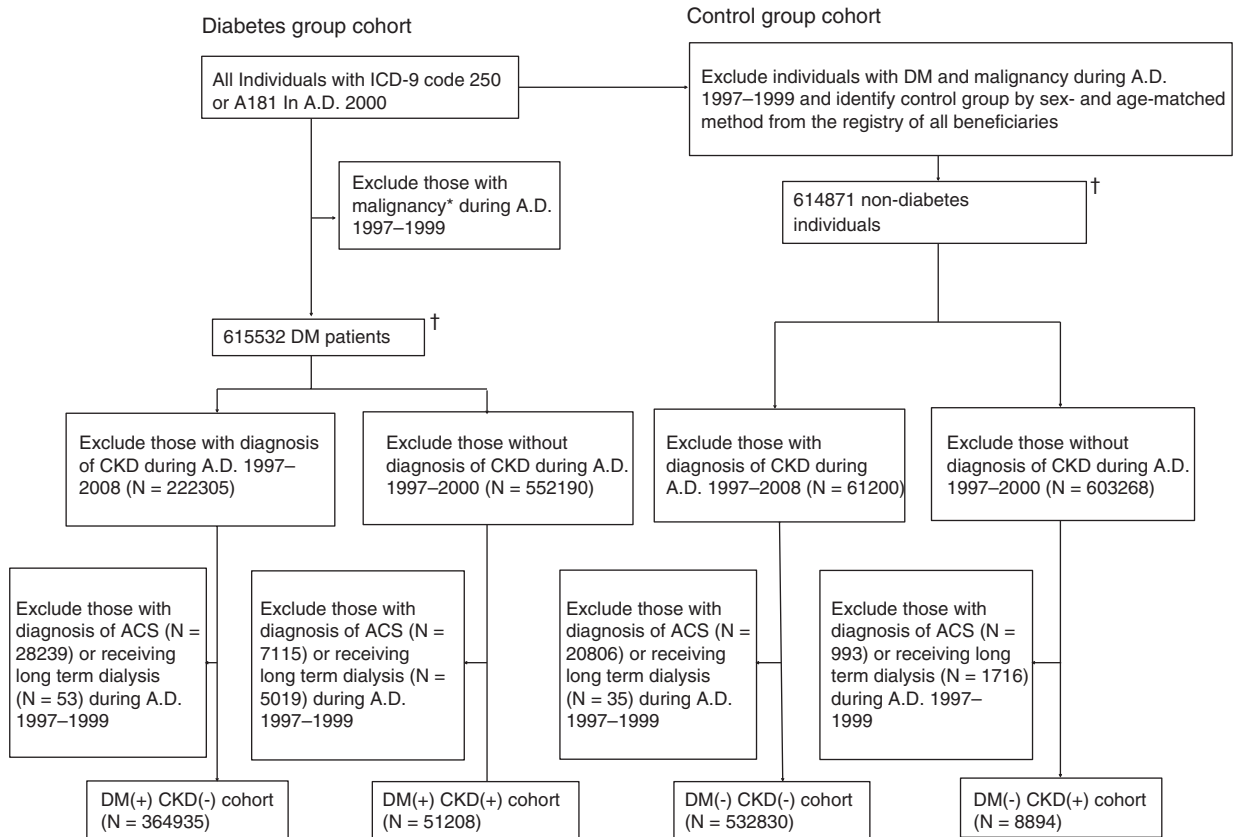 Diabetes group cohort
Control group cohort
All Individuals with ICD-9 code 250
or A181 In A.D. 2000
Exclude individuals with DM and malignancy during A.D.
1997–1999 and identify control group by sex- and age-matched
method from the registry of all beneficiaries
Exclude those with
malignancy* during A.D.
1997–1999
614871 non-diabetes
individuals
†
615532 DM patients
†
Exclude those with diagnosis
of CKD during A.D. 1997–
2008 (N = 222305)
Exclude those without
diagnosis of CKD during A.D.
1997–2000 (N = 552190)
Exclude those with
diagnosis of CKD during
A.D. 1997–2008 (N = 61200)
Exclude those without
diagnosis of CKD during A.D.
1997–2000 (N = 603268)
Exclude those with
diagnosis of ACS (N =
28239) or receiving
long term dialysis
(N = 53) during A.D.
1997–1999
Exclude those with
diagnosis of ACS (N =
7115) or receiving
long term dialysis
(N = 5019) during A.D.
1997–1999
Exclude those with
diagnosis of ACS (N =
20806) or receiving
long term dialysis
(N = 35) during A.D.
1997–1999
Exclude those with
diagnosis of ACS (N =
993) or receiving long
term dialysis (N = 1716)
during A.D. 1997–
1999
DM(+) CKD(-) cohort
(N = 364935)
DM(+) CKD(+) cohort
(N = 51208)
DM(-) CKD(-) cohort
(N = 532830)
DM(-) CKD(+) cohort
(N = 8894)